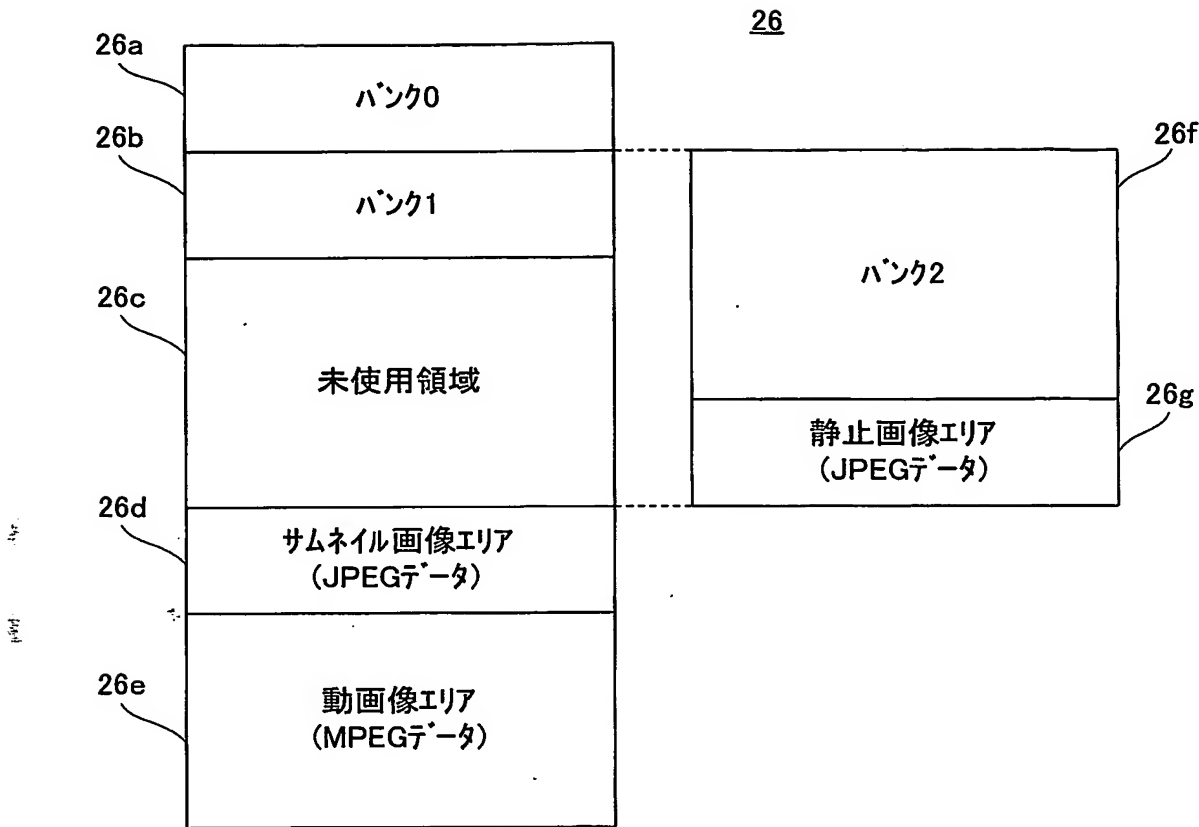 26
26a
バンク0
26b
バンク1
26f
バンク2
26c
未使用領域
26g
静止画像エリア
(JPEGデータ)
26d
サムネイル画像エリア
(JPEGデータ)
26e
動画像エリア
(MPEGデータ)